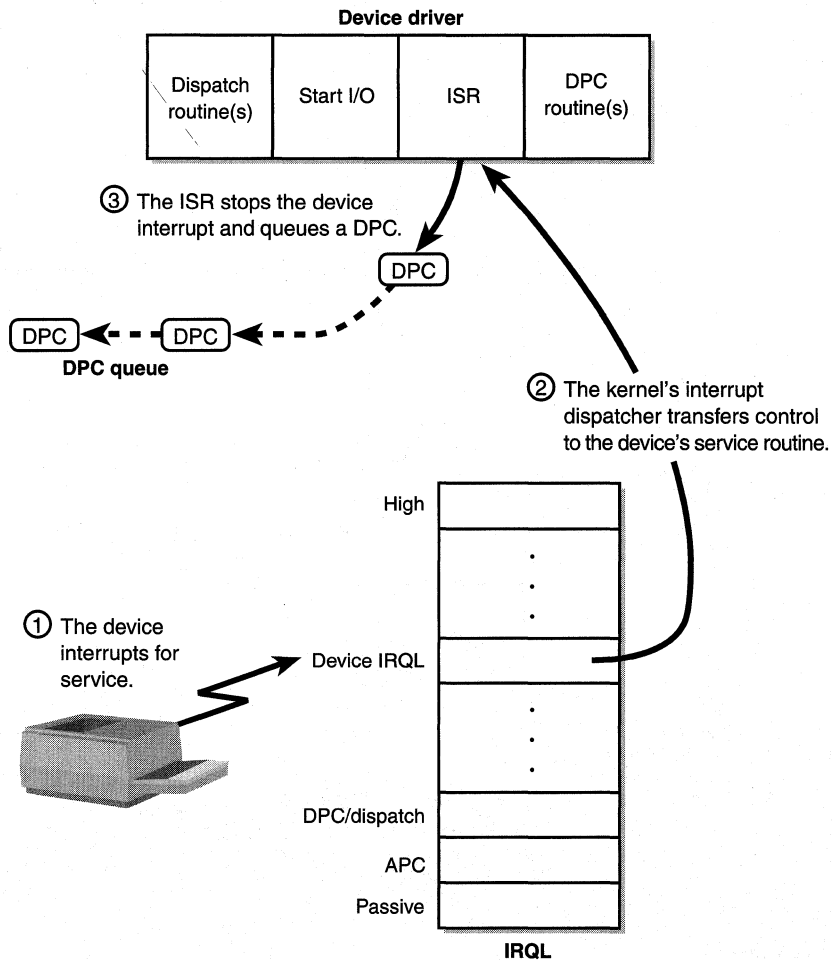 Device driver
Dispatch
routine(s)
Start I/O
ISR
DPC
routine(s)
③ The ISR stops the device
interrupt and queues a DPC.
DPC
DPC
DPC
DPC queue
② The kernel's interrupt
dispatcher transfers control
to the device's service routine.
High
① The device
interrupts for
service.
Device IRQL
DPC/dispatch
APC
Passive
IRQL